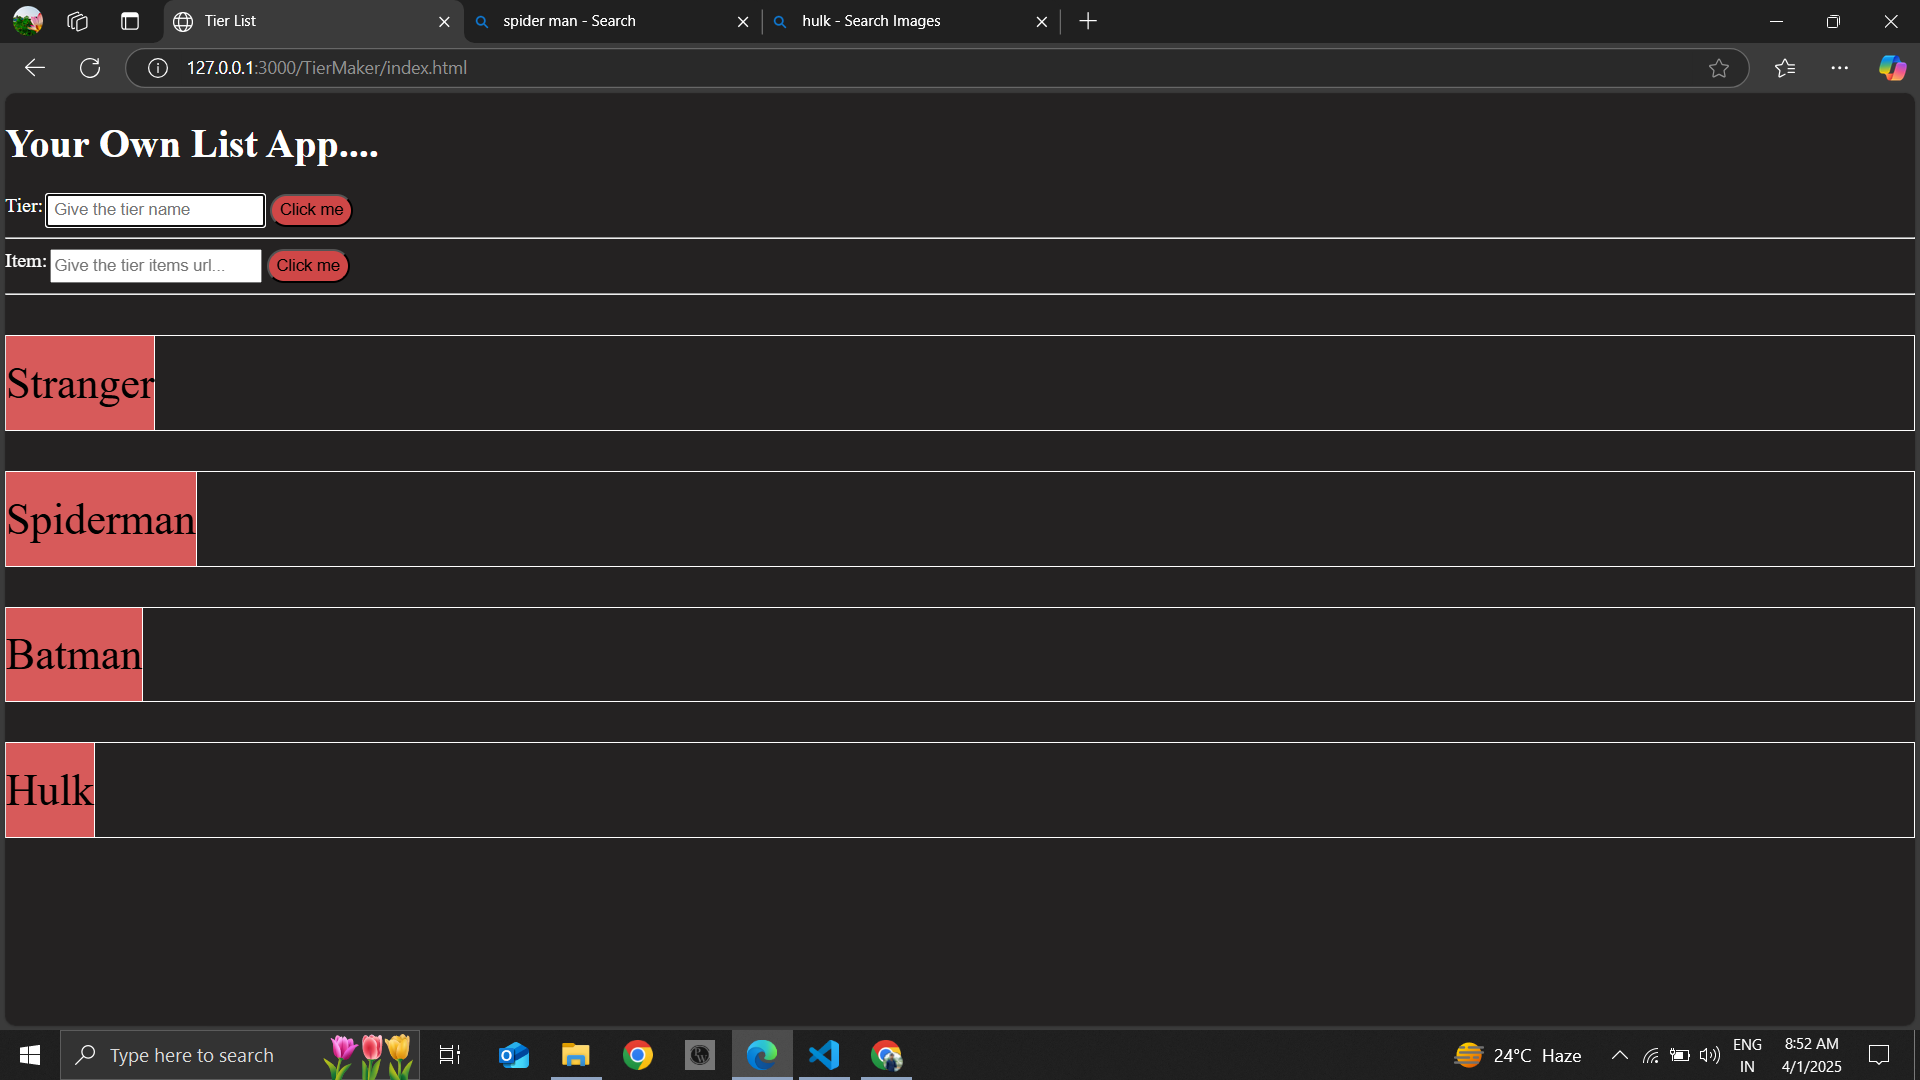 Tier List
spider man - Search
hulk - Search Images
127.0.0.1:3000/TierMaker/index.html
Your Own List App....
Tier: Give the tier name Click me
Item: Give the tier items url... Click me
Stranger
Spiderman
Batman
Hulk
Type here to search
24°C Haze
ENG
IN
8:52 AM
4/1/2025